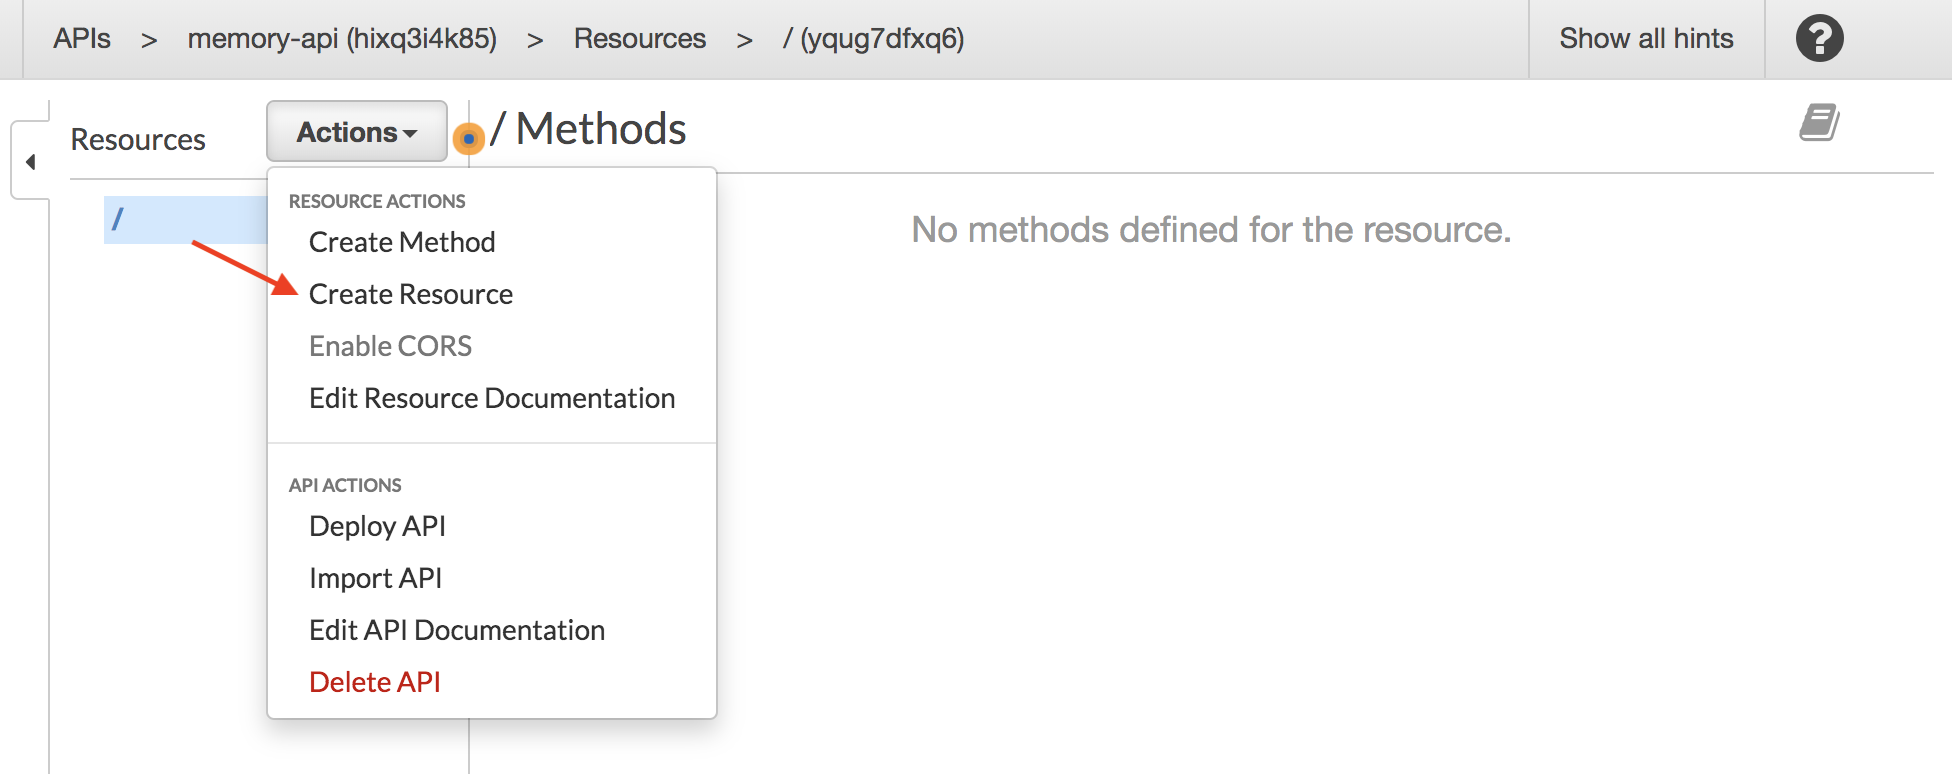 APIs > memory-api (hixq3i4k85) > Resources > / (yqug7dfxq6) Show all hints ?
Resources Actions / Methods
/
No methods defined for the resource.
RESOURCE ACTIONS
Create Method
Create Resource
Enable CORS
Edit Resource Documentation
API ACTIONS
Deploy API
Import API
Edit API Documentation
Delete API